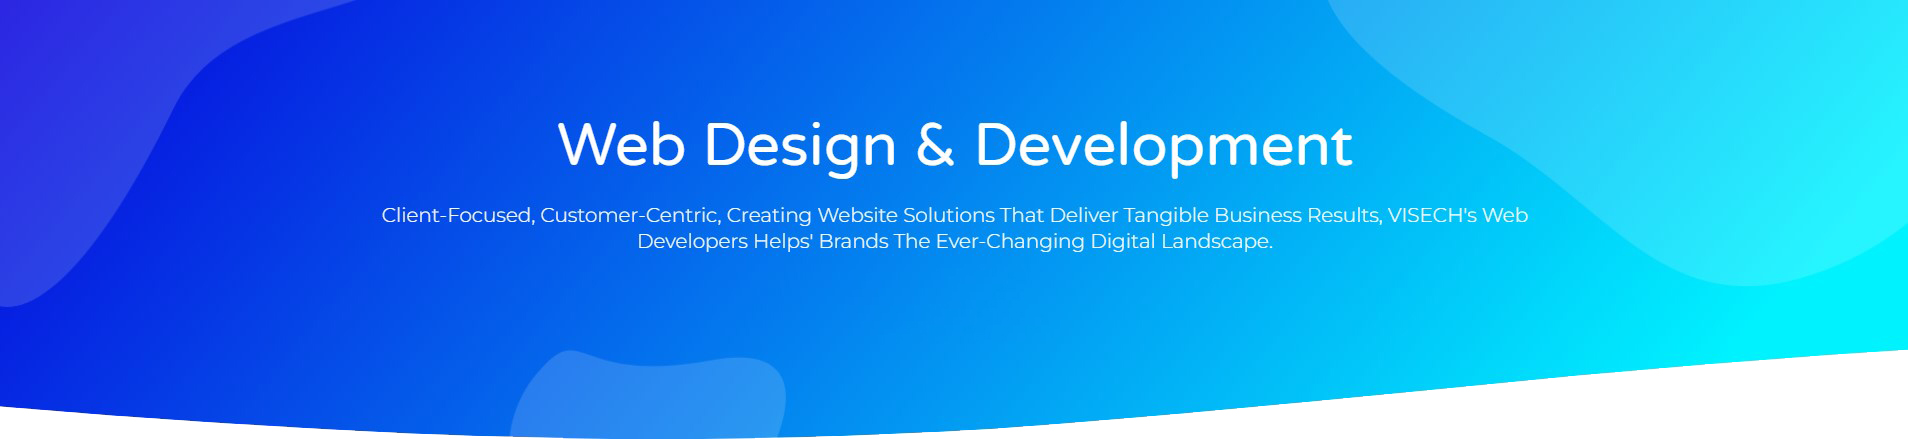 Web Design & Development
Client-Focused, Customer-Centric, Creating Website Solutions That Deliver Tangible Business Results, VISECH's Web
Developers Helps' Brands The Ever-Changing Digital Landscape.